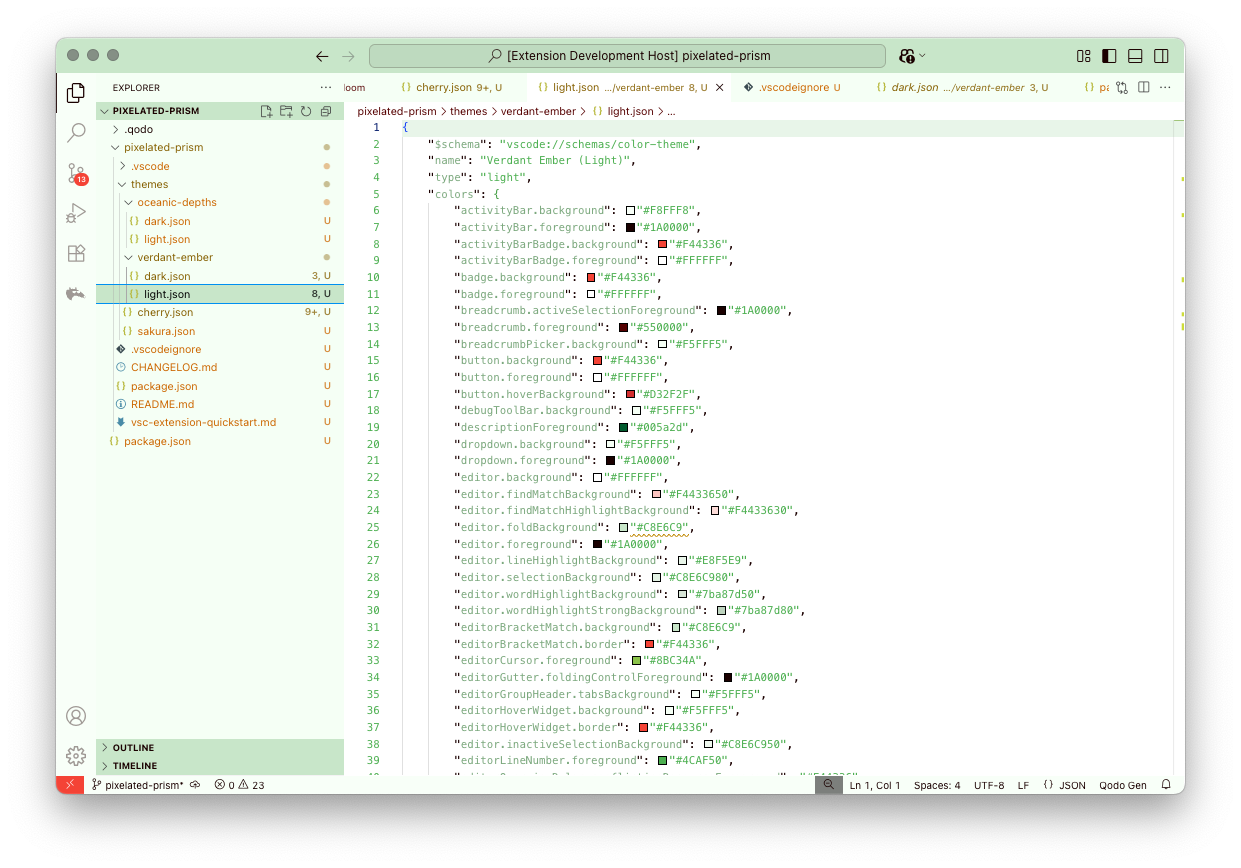 [Extension Development Host] pixelated-prism
EXPLORER
loom
cherry.json 9+, U
light.json .../verdant-ember 8, U
.vscodeignore U
dark.json .../verdant-ember 3, U
pa
PIXELATED-PRISM
.qodo
pixelated-prism
.vscode
themes
oceanic-depths
dark.json U
light.json U
verdant-ember
dark.json 3, U
light.json 8, U
cherry.json 9+, U
sakura.json U
.vscodeignore U
CHANGELOG.md U
package.json U
README.md U
vsc-extension-quickstart.md U
package.json U
13
OUTLINE
TIMELINE
pixelated-prism > themes > verdant-ember > {} light.json > ...
1 {
2 "$schema": "vscode://schemas/color-theme",
3 "name": "Verdant Ember (Light)",
4 "type": "light",
5 "colors": {
6 "activityBar.background": "#F8FFF8",
7 "activityBar.foreground": "#1A0000",
8 "activityBarBadge.background": "#F44336",
9 "activityBarBadge.foreground": "#FFFFFF",
10 "badge.background": "#F44336",
11 "badge.foreground": "#FFFFFF",
12 "breadcrumb.activeSelectionForeground": "#1A0000",
13 "breadcrumb.foreground": "#550000",
14 "breadcrumbPicker.background": "#F5FFF5",
15 "button.background": "#F44336",
16 "button.foreground": "#FFFFFF",
17 "button.hoverBackground": "#D32F2F",
18 "debugToolBar.background": "#F5FFF5",
19 "descriptionForeground": "#005a2d",
20 "dropdown.background": "#F5FFF5",
21 "dropdown.foreground": "#1A0000",
22 "editor.background": "#FFFFFF",
23 "editor.findMatchBackground": "#F4433650",
24 "editor.findMatchHighlightBackground": "#F4433630",
25 "editor.foldBackground": "#C8E6C9",
26 "editor.foreground": "#1A0000",
27 "editor.lineHighlightBackground": "#E8F5E9",
28 "editor.selectionBackground": "#C8E6C980",
29 "editor.wordHighlightBackground": "#7ba87d50",
30 "editor.wordHighlightStrongBackground": "#7ba87d80",
31 "editorBracketMatch.background": "#C8E6C9",
32 "editorBracketMatch.border": "#F44336",
33 "editorCursor.foreground": "#8BC34A",
34 "editorGutter.foldingControlForeground": "#1A0000",
35 "editorGroupHeader.tabsBackground": "#F5FFF5",
36 "editorHoverWidget.background": "#F5FFF5",
37 "editorHoverWidget.border": "#F44336",
38 "editor.inactiveSelectionBackground": "#C8E6C950",
39 "editorLineNumber.foreground": "#4CAF50",
pixelated-prism* 0 23
Ln 1, Col 1 Spaces: 4 UTF-8 LF {} JSON Qodo Gen